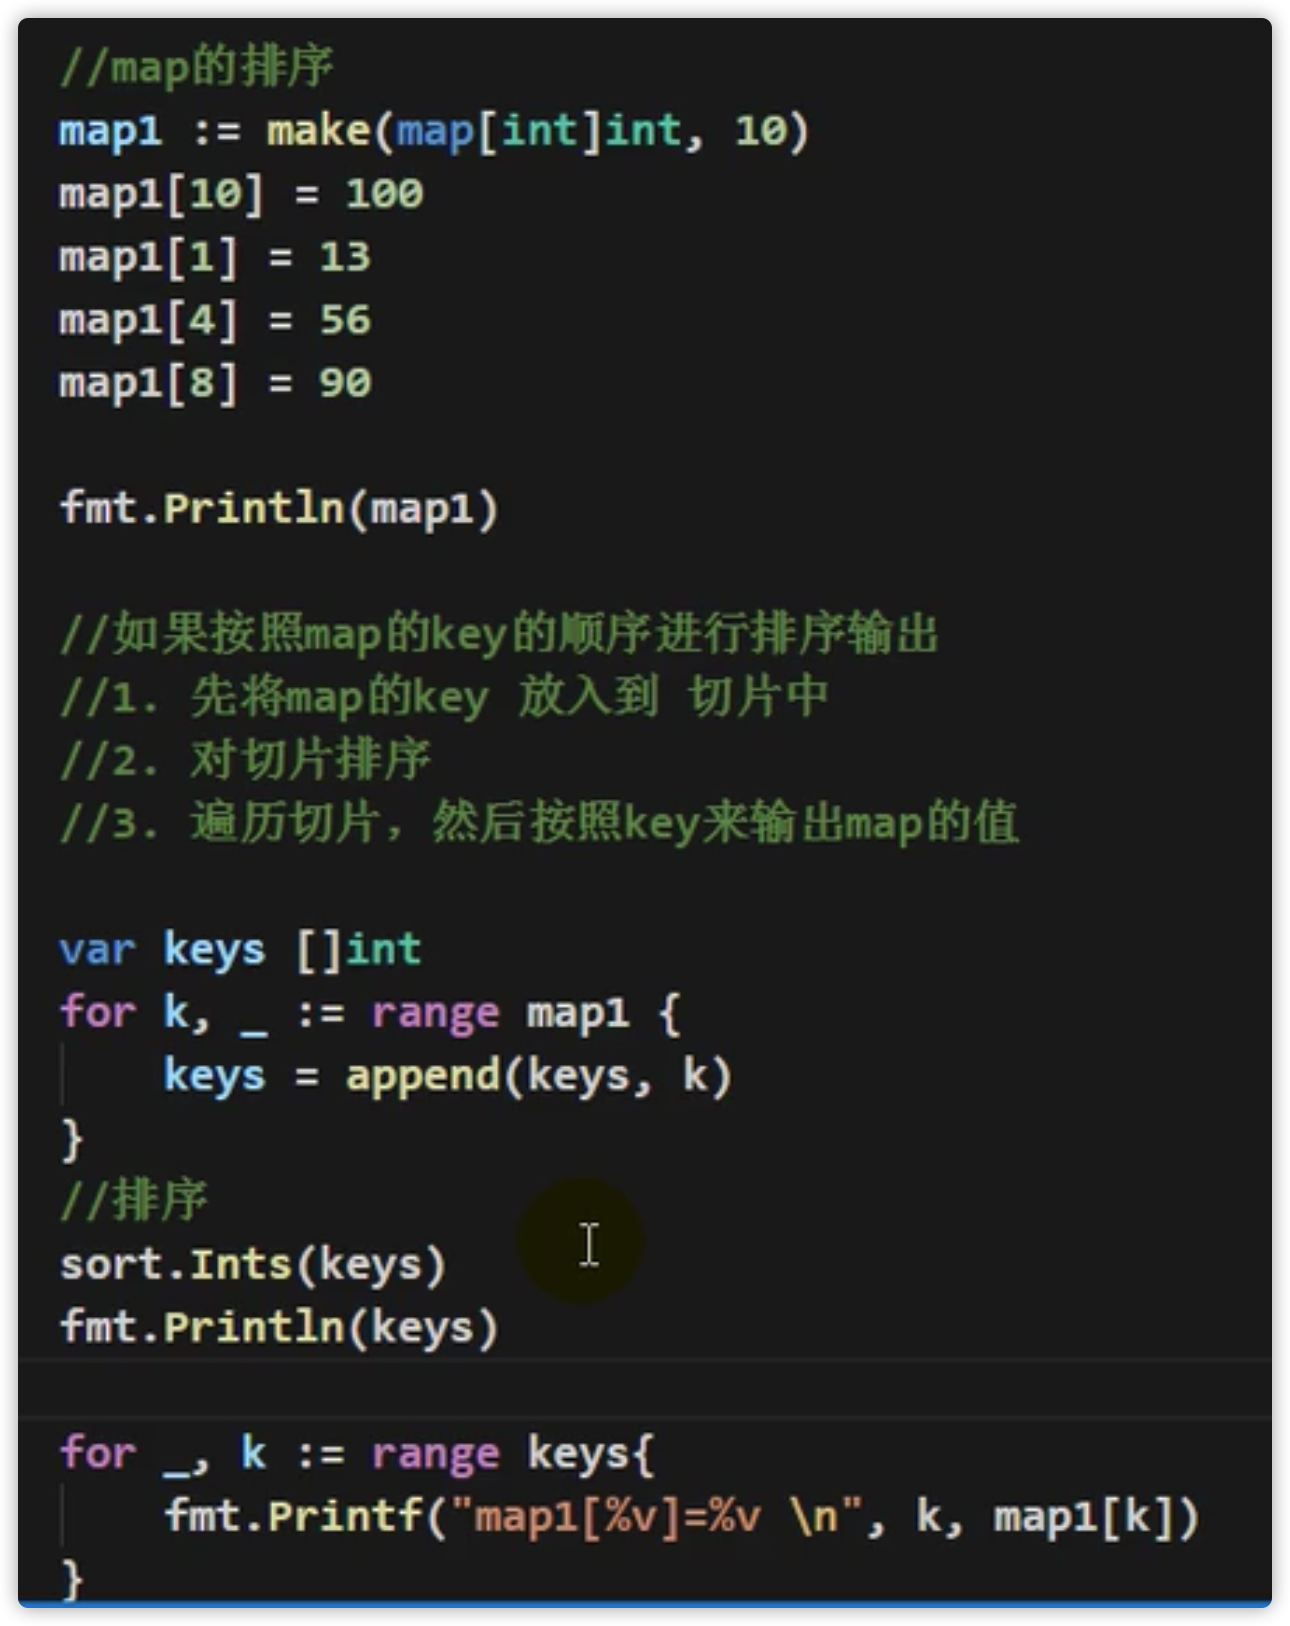 //map的排序
map1 := make(map[int]int, 10)
map1[10] = 100
map1[1] = 13
map1[4] = 56
map1[8] = 90
fmt.Println(map1)
//如果按照map的key的顺序进行排序输出
//1. 先将map的key 放入到 切片中
//2. 对切片排序
//3. 遍历切片，然后按照key来输出map的值
var keys []int
for k, _ := range map1 {
keys = append(keys, k)
}
//排序
sort.Ints(keys)
fmt.Println(keys)
for _, k := range keys{
fmt.Printf("map1[%v]=%v \n", k, map1[k])
}